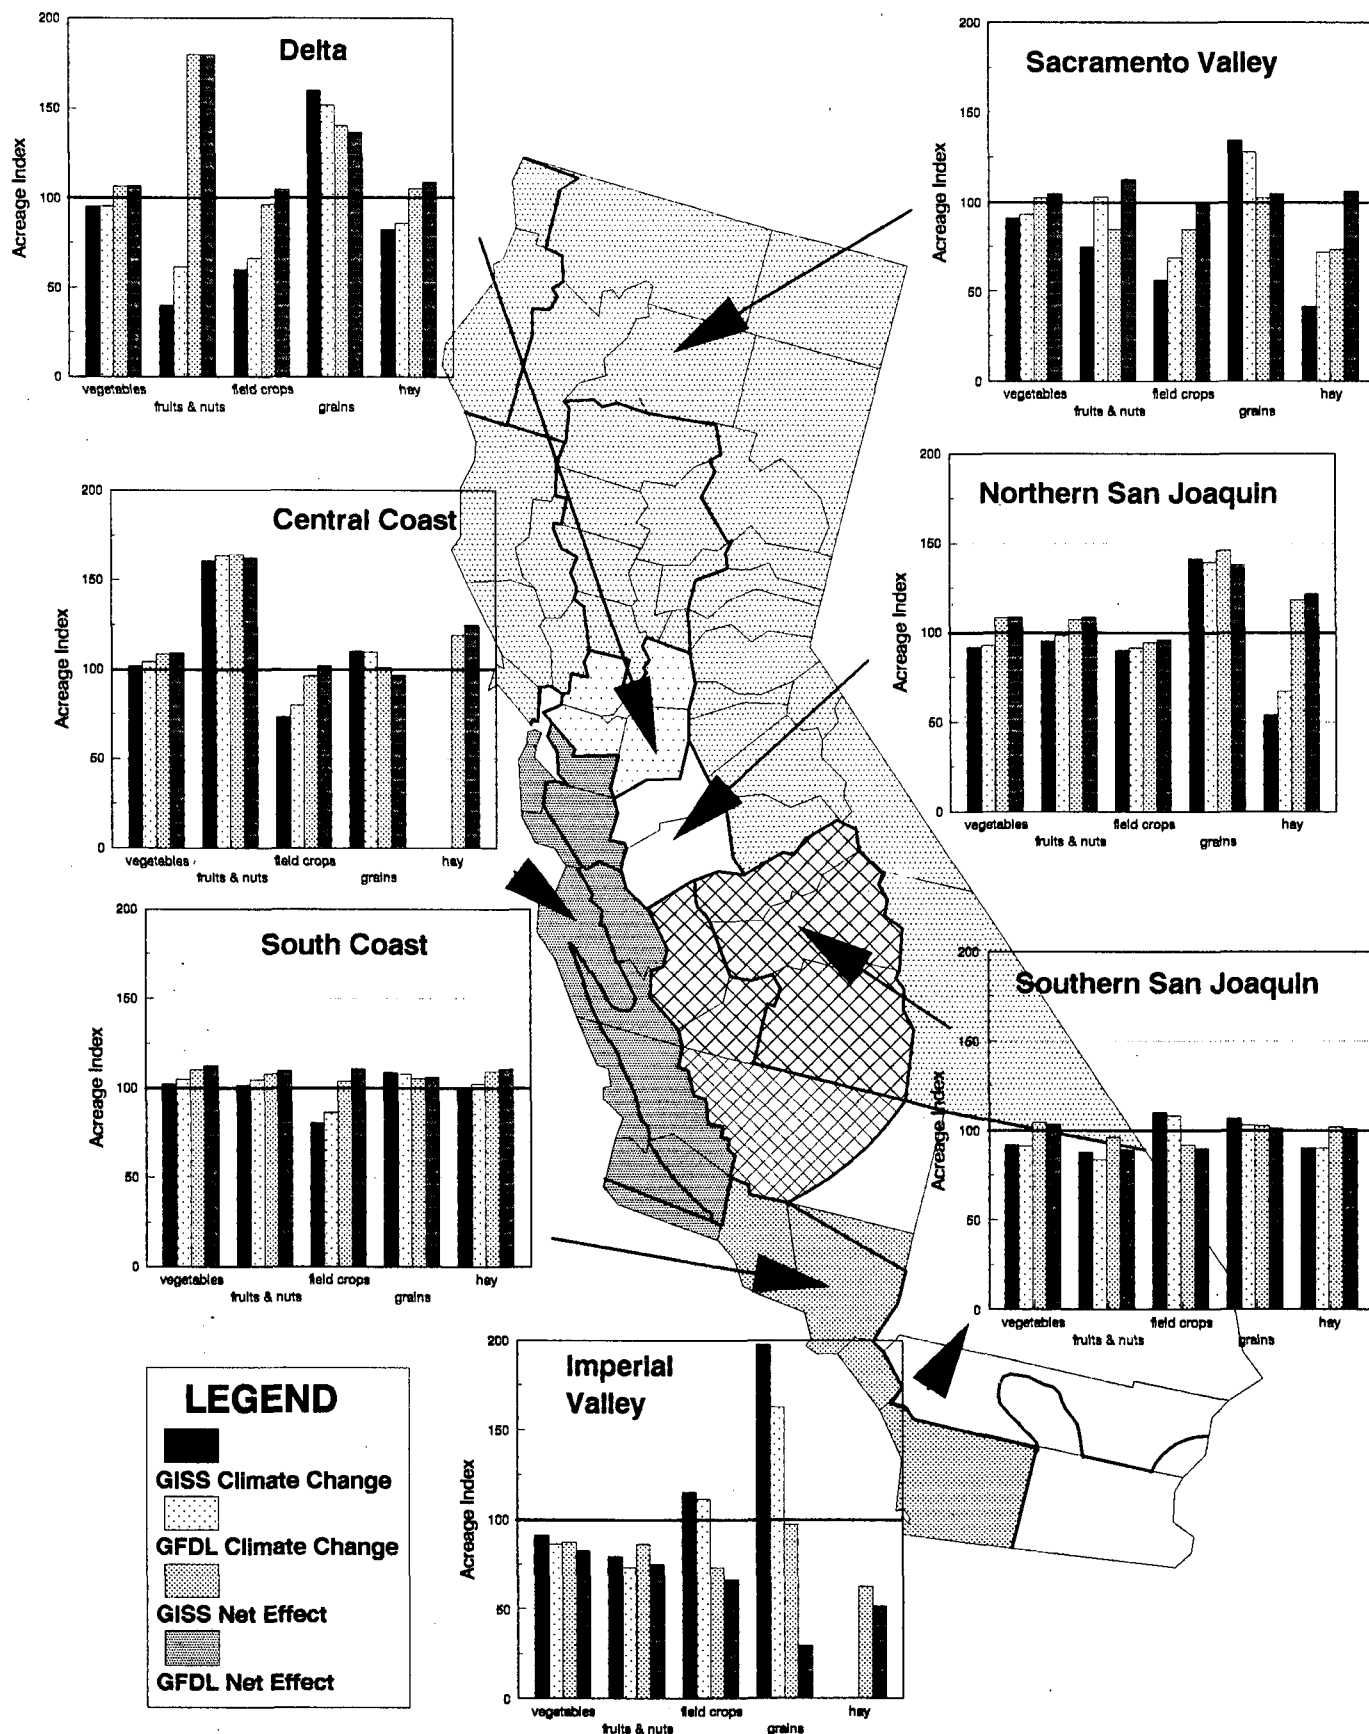 Delta
Acreage Index
200
150
100
50
0
vegetables
fruits & nuts
field crops
grains
hay
Sacramento Valley
Acreage Index
200
150
100
50
0
vegetables
fruits & nuts
field crops
grains
hay
Central Coast
Acreage Index
200
150
100
50
0
vegetables
fruits & nuts
field crops
grains
hay
Northern San Joaquin
Acreage Index
200
150
100
50
0
vegetables
fruits & nuts
field crops
grains
hay
South Coast
Acreage Index
200
150
100
50
0
vegetables
fruits & nuts
field crops
grains
hay
Southern San Joaquin
Acreage Index
200
150
100
50
0
vegetables
fruits & nuts
field crops
grains
hay
Imperial
Valley
Acreage Index
200
150
100
50
0
vegetables
fruits & nuts
field crops
grains
hay
LEGEND
GISS Climate Change
GFDL Climate Change
GISS Net Effect
GFDL Net Effect